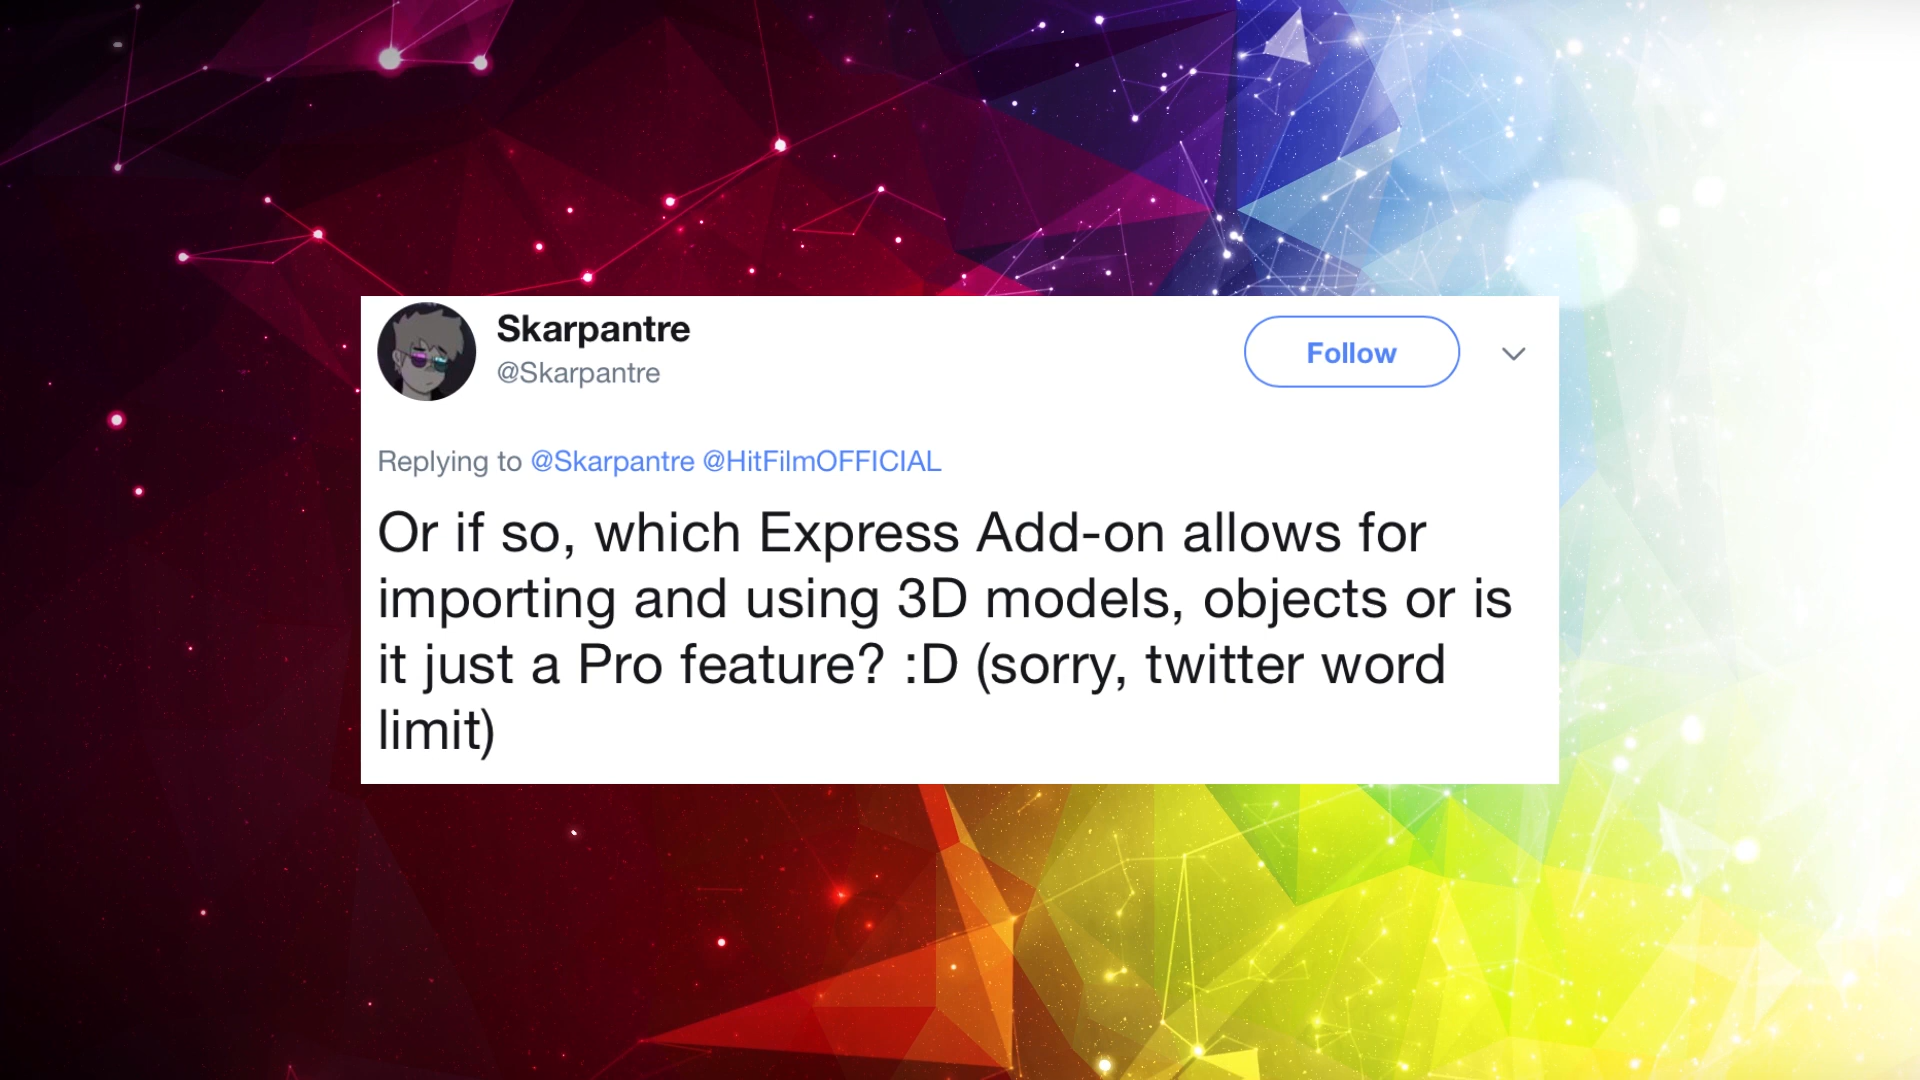 Skarpantre
@Skarpantre
Follow
Replying to @Skarpantre @HitFilmOFFICIAL
Or if so, which Express Add-on allows for
importing and using 3D models, objects or is
it just a Pro feature? :D (sorry, twitter word
limit)